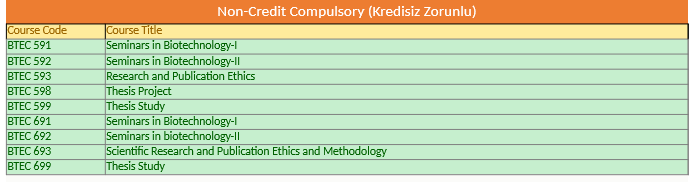 Non-Credit Compulsory (Kredisiz Zorunlu)
Course Code Course Title
BTEC 591 Seminars in Biotechnology-I
BTEC 592 Seminars in Biotechnology-II
BTEC 593 Research and Publication Ethics
BTEC 598 Thesis Project
BTEC 599 Thesis Study
BTEC 691 Seminars in Biotechnology-I
BTEC 692 Seminars in biotechnology-II
BTEC 693 Scientific Research and Publication Ethics and Methodology
BTEC 699 Thesis Study